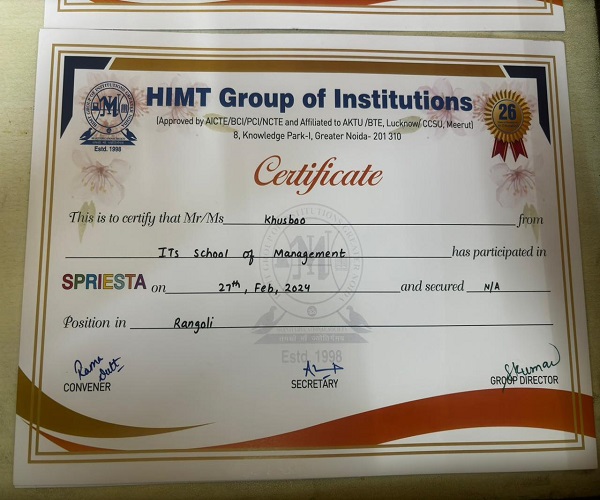 HIMT Group of Institutions
(Approved by AICTE/BCI/PCI/NCTE and Affiliated to AKTU /BTE, Lucknow/ CCSU, Meerut)
8, Knowledge Park-I, Greater Noida- 201 310
Estd. 1998
26
Certificate
This is to certify that Mr/Ms Khusboo from
ITs School of Management has participated in
SPRIESTA on 27th, Feb, 2024 and secured N/A
Position in Rangoli
Estd. 1998
Rama Dutt
Skumar
CONVENER SECRETARY GROUP DIRECTOR